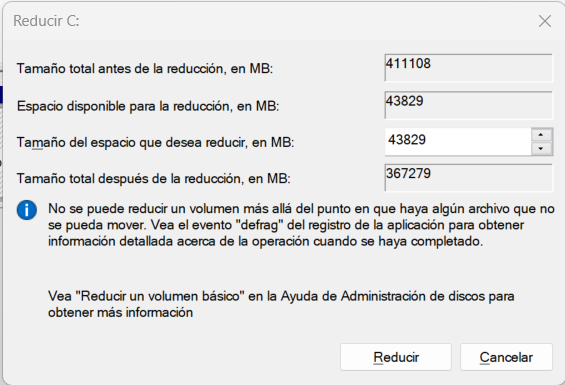 Reducir C:
Tamaño total antes de la reducción, en MB: 411108
Espacio disponible para la reducción, en MB: 43829
Tamaño del espacio que desea reducir, en MB: 43829
Tamaño total después de la reducción, en MB: 367279
No se puede reducir un volumen más allá del punto en que haya algún archivo que no
se pueda mover. Vea el evento "defrag" del registro de la aplicación para obtener
información detallada acerca de la operación cuando se haya completado.
Vea "Reducir un volumen básico" en la Ayuda de Administración de discos para
obtener más información
Reducir Cancelar